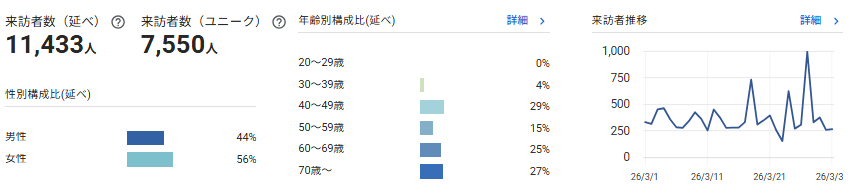 来訪者数（延べ） ?
11,433人
来訪者数（ユニーク） ?
7,550人
性別構成比(延べ)
男性 44%
女性 56%
年齢別構成比(延べ) 詳細 >
20～29歳 0%
30～39歳 4%
40～49歳 29%
50～59歳 15%
60～69歳 25%
70歳～ 27%
来訪者推移 詳細 >
1,000
750
500
250
0
26/3/1 26/3/11 26/3/21 26/3/3